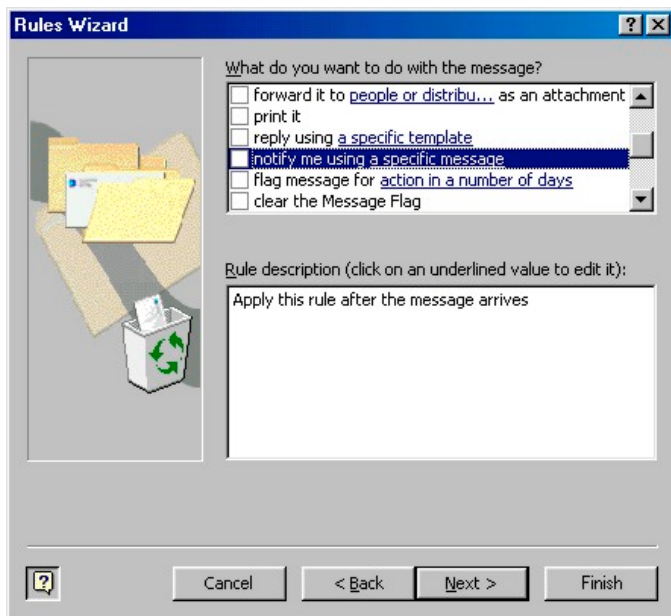 Rules Wizard
What do you want to do with the message?
forward it to people or distribu... as an attachment
print it
reply using a specific template
notify me using a specific message
flag message for action in a number of days
clear the Message Flag
Rule description (click on an underlined value to edit it):
Apply this rule after the message arrives
Cancel
< Back
Next >
Finish